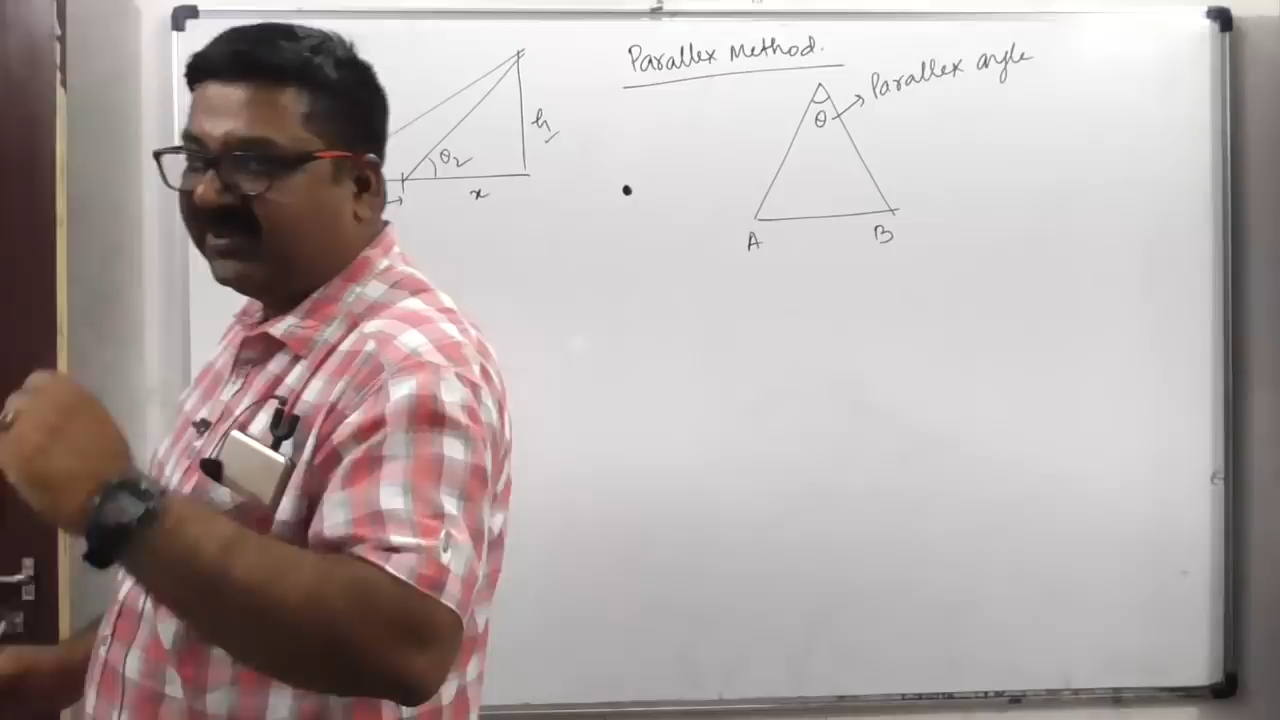 Parallex Method.
Parallex angle
θ
A
B
θ2
h
x